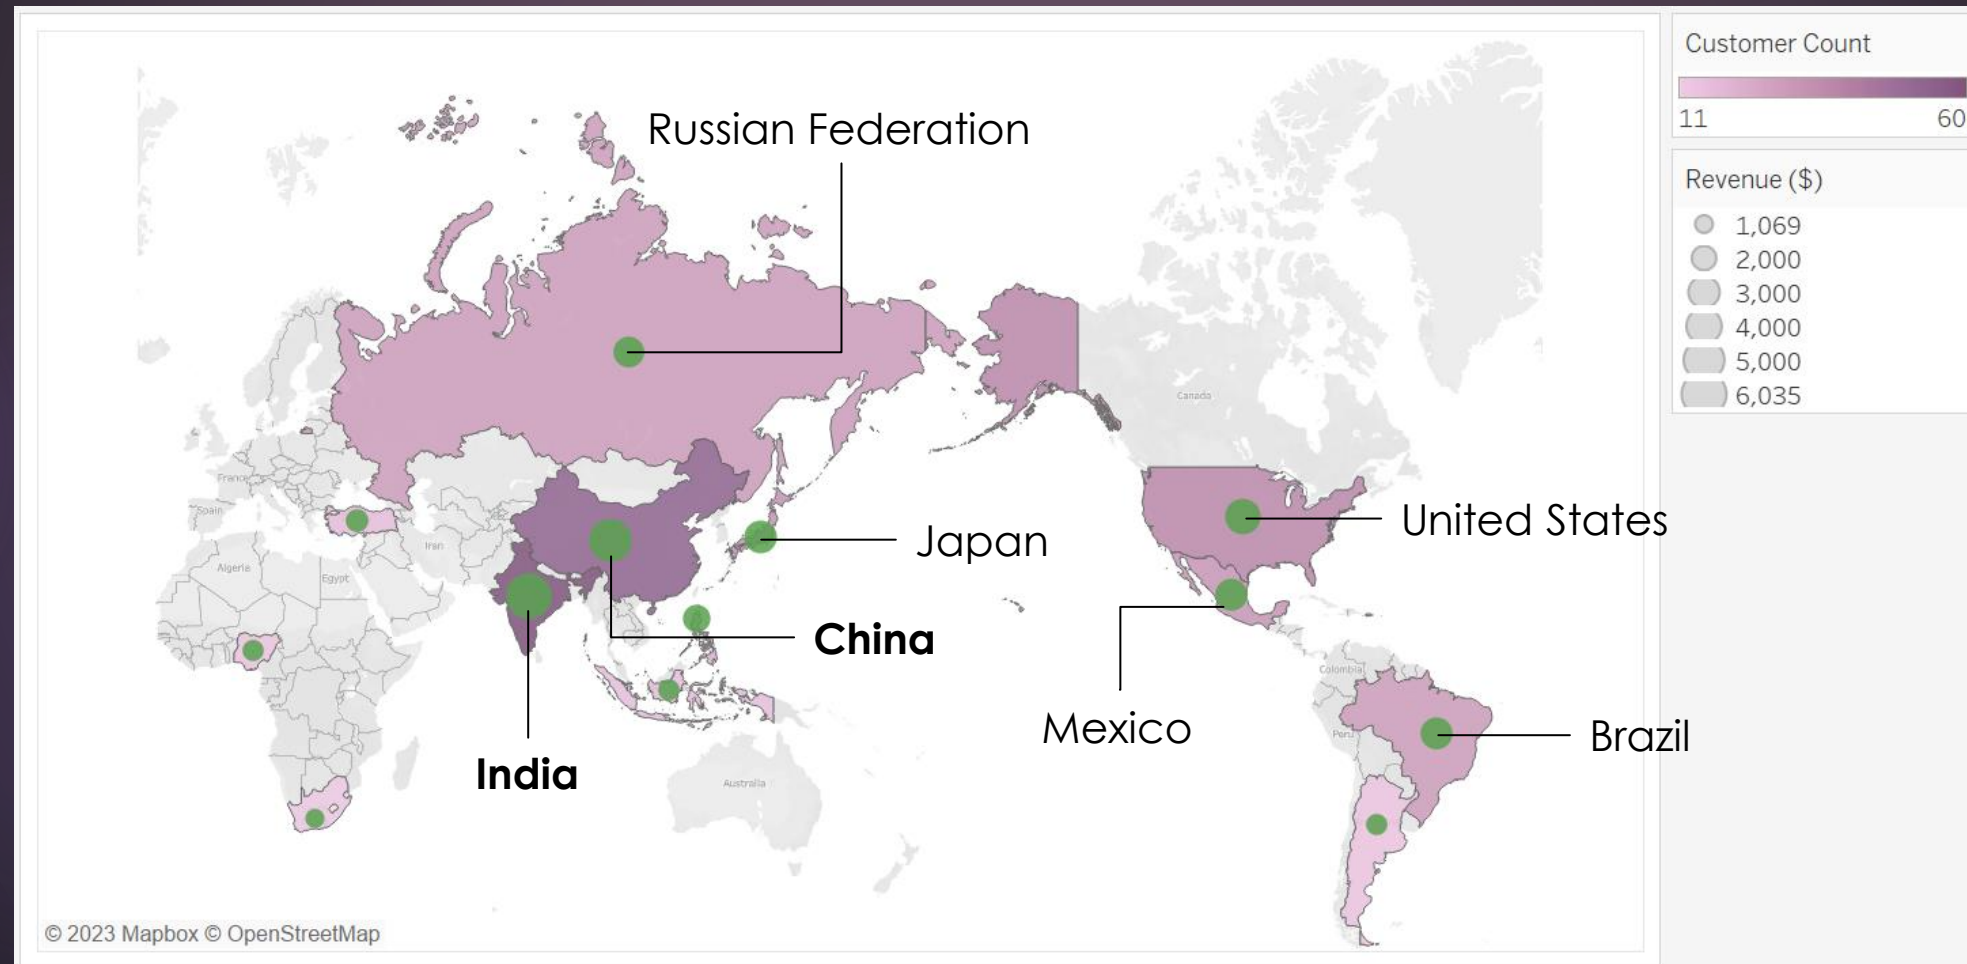 Customer Count
11 60
Revenue ($)
1,069
2,000
3,000
4,000
5,000
6,035
Russian Federation
Canada
France
Spain
United States
Japan
Iran
Algeria
Egypt
China
Colombia
Mexico
Peru
Brazil
India
Australia
© 2023 Mapbox © OpenStreetMap